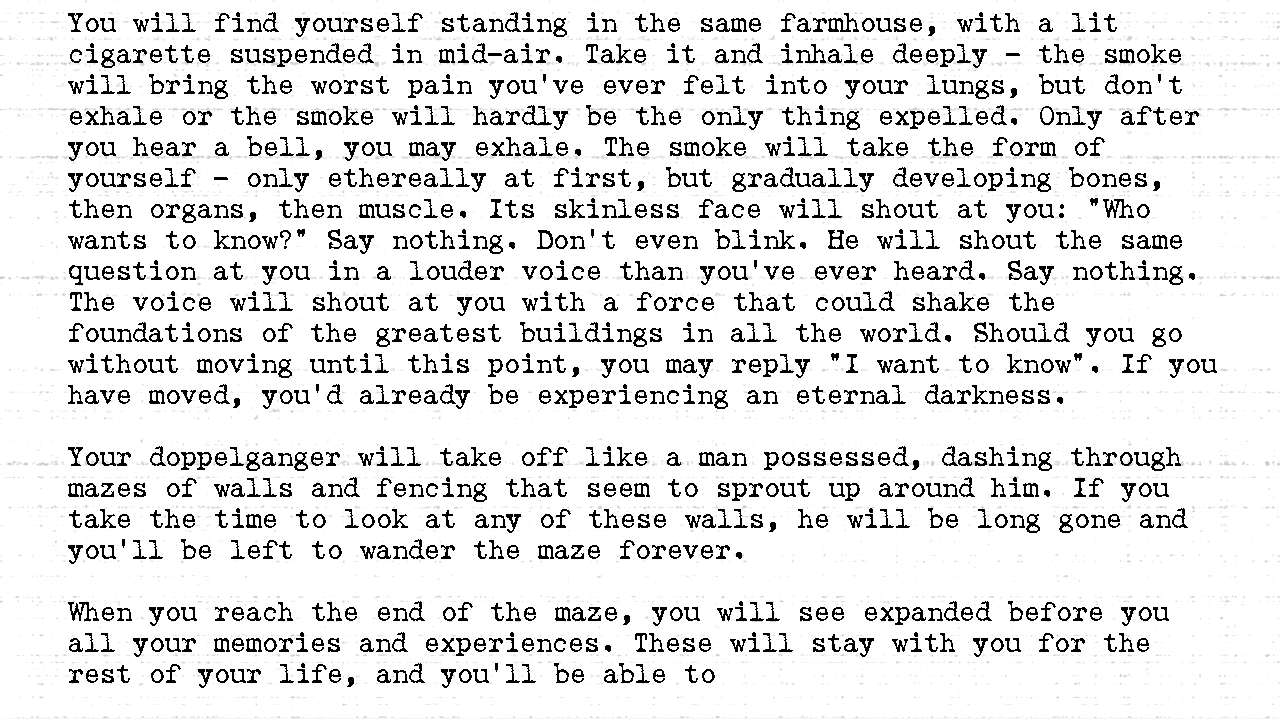 You will find yourself standing in the same farmhouse, with a lit
cigarette suspended in mid-air. Take it and inhale deeply - the smoke
will bring the worst pain you've ever felt into your lungs, but don't
exhale or the smoke will hardly be the only thing expelled. Only after
you hear a bell, you may exhale. The smoke will take the form of
yourself - only ethereally at first, but gradually developing bones,
then organs, then muscle. Its skinless face will shout at you: "Who
wants to know?" Say nothing. Don't even blink. He will shout the same
question at you in a louder voice than you've ever heard. Say nothing.
The voice will shout at you with a force that could shake the
foundations of the greatest buildings in all the world. Should you go
without moving until this point, you may reply "I want to know". If you
have moved, you'd already be experiencing an eternal darkness.

Your doppelganger will take off like a man possessed, dashing through
mazes of walls and fencing that seem to sprout up around him. If you
take the time to look at any of these walls, he will be long gone and
you'll be left to wander the maze forever.

When you reach the end of the maze, you will see expanded before you
all your memories and experiences. These will stay with you for the
rest of your life, and you'll be able to